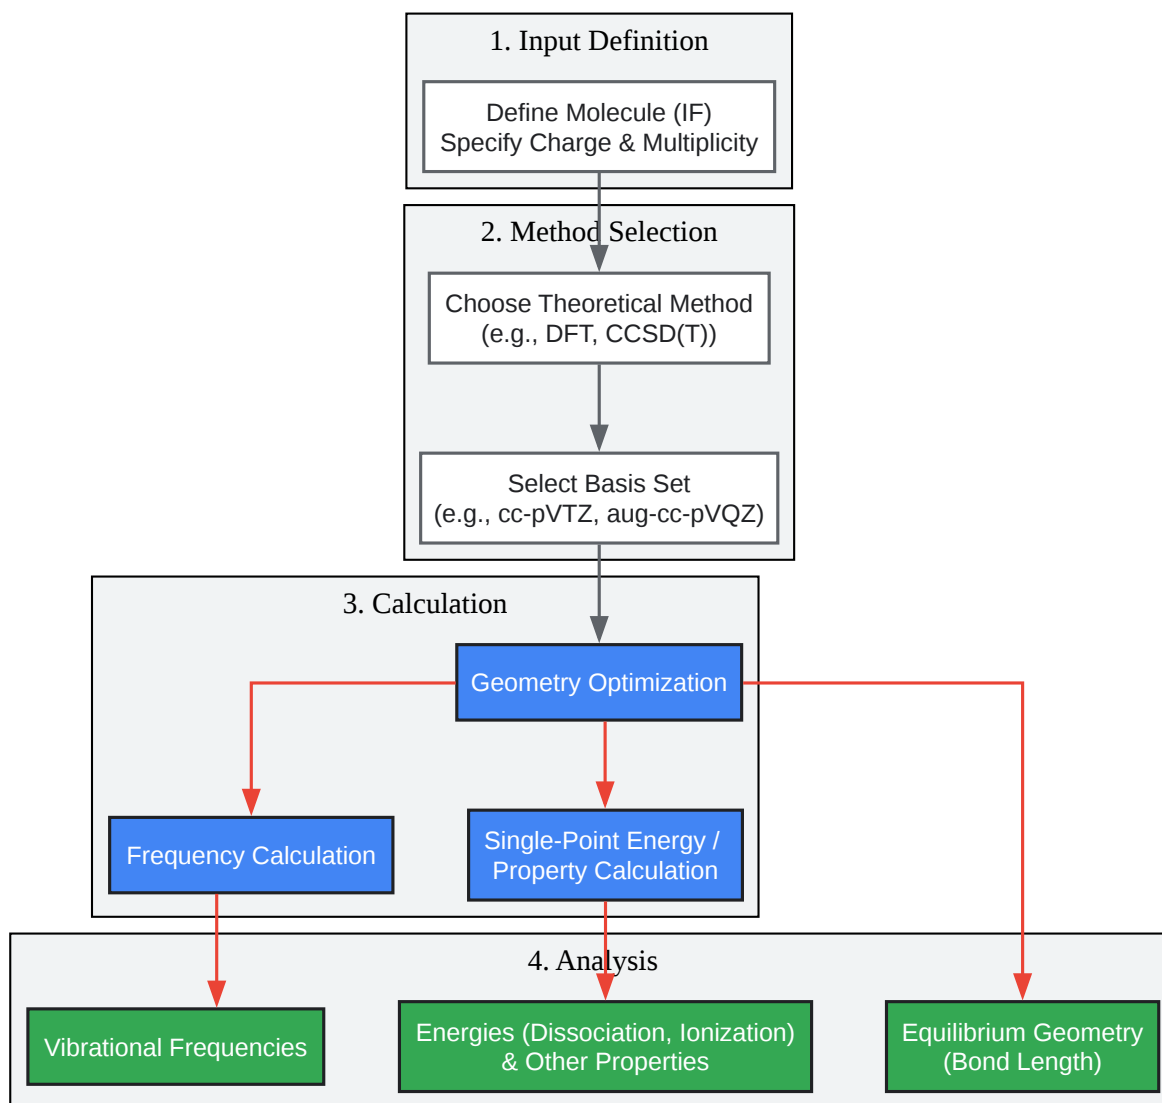 1. Input Definition
Define Molecule (IF)
Specify Charge & Multiplicity
2. Method Selection
Choose Theoretical Method
(e.g., DFT, CCSD(T))
Select Basis Set
(e.g., cc-pVTZ, aug-cc-pVQZ)
3. Calculation
Geometry Optimization
Frequency Calculation
Single-Point Energy /
Property Calculation
4. Analysis
Vibrational Frequencies
Energies (Dissociation, Ionization)
& Other Properties
Equilibrium Geometry
(Bond Length)